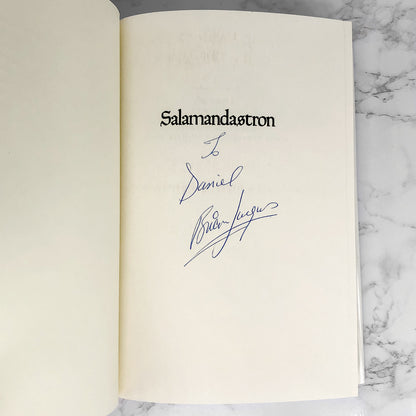 Salamandastron
To
Daniel
Brian Jacques